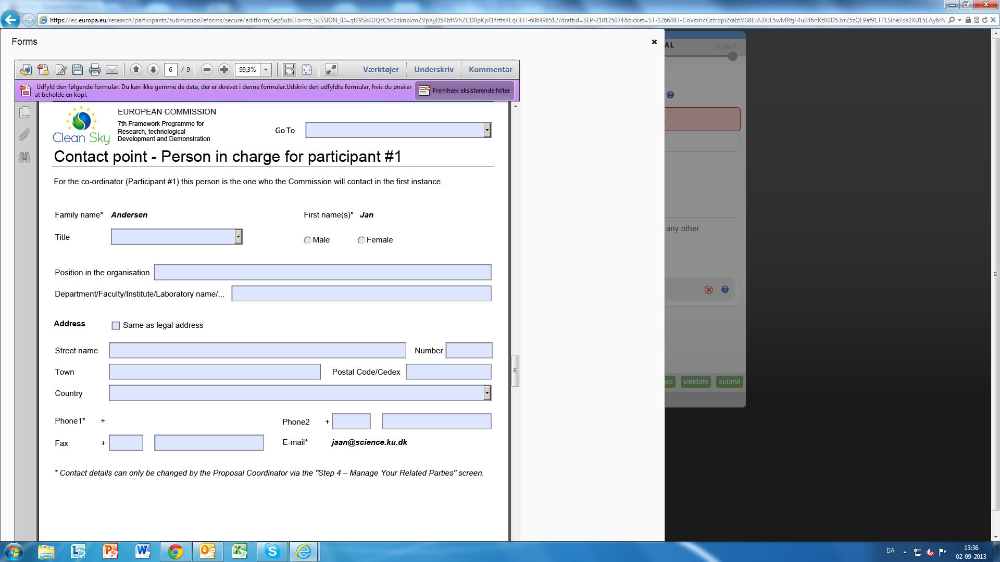 https://ec.europa.eu/research/participants/submission/eforms/secure/editform;SepSubEForms_SESSION_ID=qt29Sk4DQsC5n1zknbxmZVpXyD5KbfWhZCD0pKp41frttsXLqGLF!-686498512?draftid=SEP-210125074&ticket=ST-1266483-CoVsxhcGzzrdpi2xaIzIVG8EJA3XJL5wMRzjF4uB46nKzR0D53xrZ5zQL9af91TF1SIhe7ds2XU15LAy6rN
Forms
AL
SUBMIT
6 / 9
99,3%
Værktøjer
Underskriv
Kommentar
Udfyld den følgende formular. Du kan ikke gemme de data, der er skrevet i denne formular.Udskriv den udfyldte formular, hvis du ønsker
at beholde en kopi.
Fremhæv eksisterende felter
Clean Sky
EUROPEAN COMMISSION
7th Framework Programme for
Research, technological
Development and Demonstration
Go To
Contact point - Person in charge for participant #1
For the co-ordinator (Participant #1) this person is the one who the Commission will contact in the first instance.
Family name* Andersen
First name(s)* Jan
Title
Male
Female
any other
Position in the organisation
Department/Faculty/Institute/Laboratory name/...
Address
Same as legal address
Street name
Number
Town
Postal Code/Cedex
es
validate
submit
Country
Phone1* +
Phone2 +
Fax +
E-mail* jaan@science.ku.dk
* Contact details can only be changed by the Proposal Coordinator via the "Step 4 – Manage Your Related Parties" screen.
DA
13:36
02-09-2013